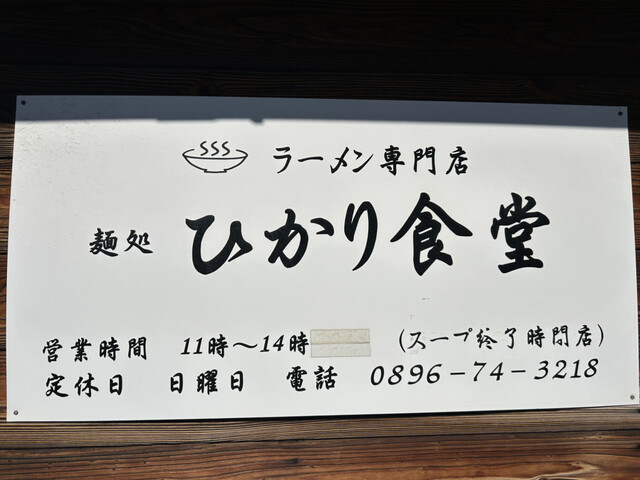 ラーメン専門店
麺処 ひかり食堂
営業時間 11時～14時 (スープ終了時閉店)
定休日 日曜日 電話 0896-74-3218